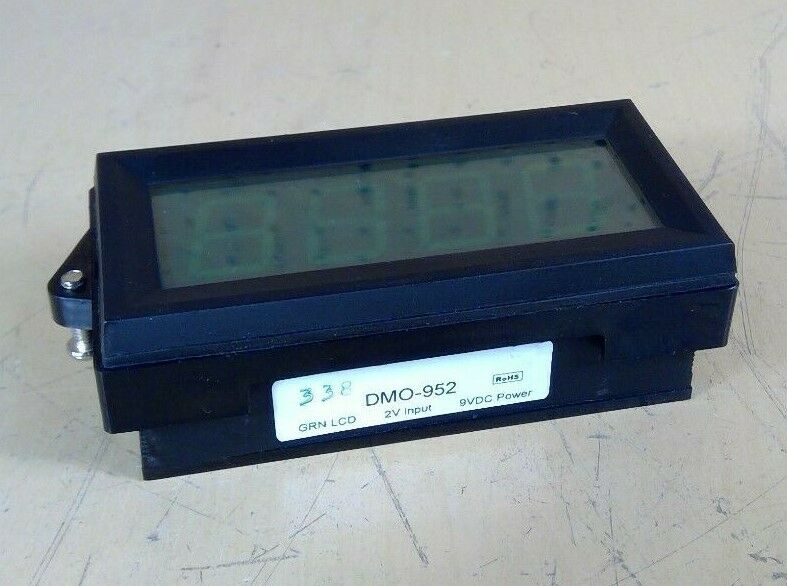 338 DMO-952 RoHS
GRN LCD 2V Input 9VDC Power